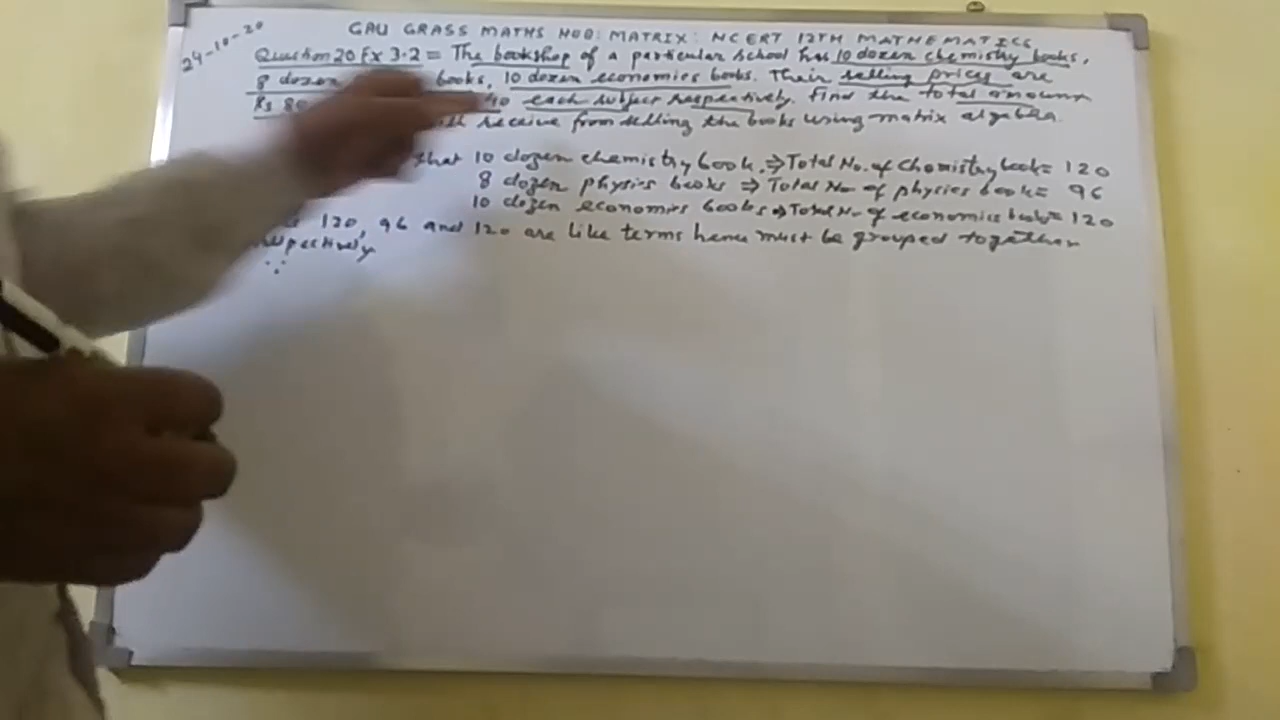 24-10-20
GAU GRASS MATHS HUB: MATRIX: NCERT 12TH MATHEMATICS
Question 20 Ex 3.2 = The bookshop of a particular school has 10 dozen chemistry books,
8 dozen books, 10 dozen economics books. Their selling prices are
Rs 80 40 each subject respectively. Find the total amount
receive from selling the books using matrix algebra.
that 10 dozen chemistry book. ⇒ Total No. of Chemistry book = 120
8 dozen physics books ⇒ Total No of physics book = 96
10 dozen economics books ⇒ Total No of economics book = 120
120, 96 and 120 are like terms hence must be grouped together
respectively
∵